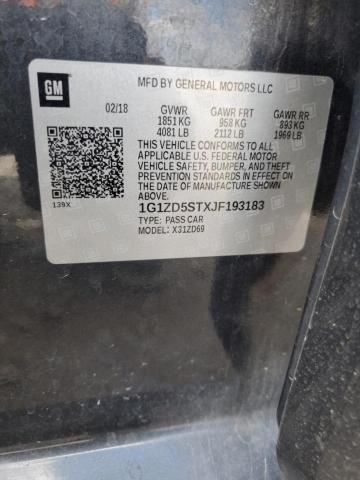 GM
MFD BY GENERAL MOTORS LLC
02/18 GVWR GAWR FRT GAWR RR
1851 KG 958 KG 893 KG
4081 LB 2112 LB 1969 LB
THIS VEHICLE CONFORMS TO ALL
APPLICABLE U.S. FEDERAL MOTOR
VEHICLE SAFETY, BUMPER, AND THEFT
PREVENTION STANDARDS IN EFFECT ON
THE DATE OF MANUFACTURE SHOWN
ABOVE.
139X
1G1ZD5STXJF193183
TYPE: PASS CAR
MODEL: X31ZD69